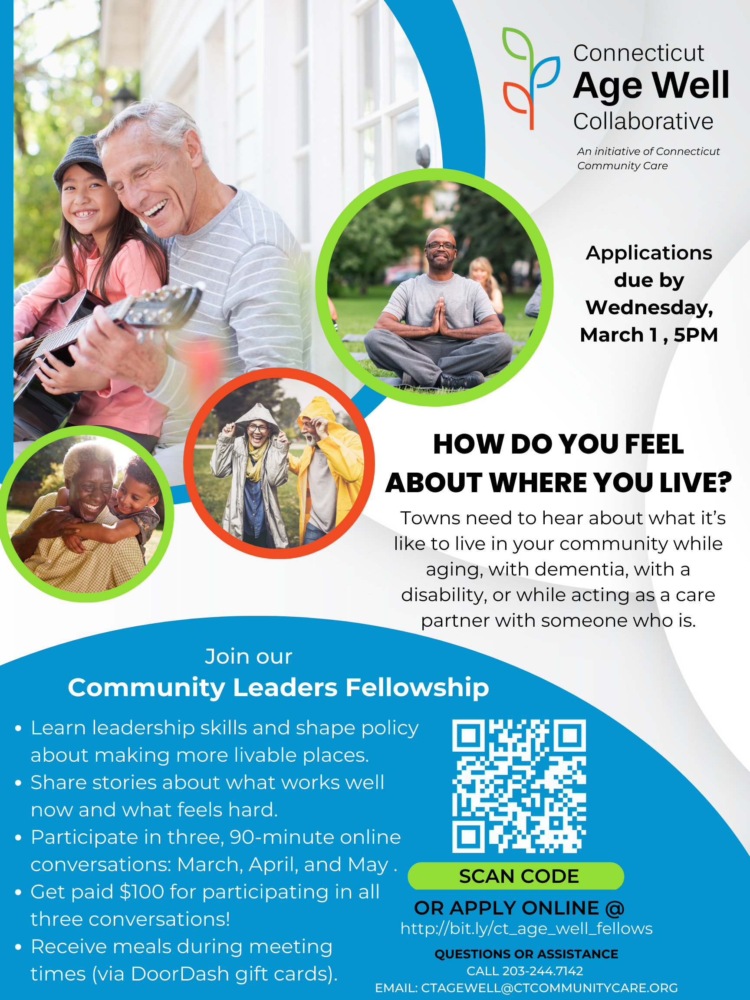 Connecticut
Age Well
Collaborative
An initiative of Connecticut
Community Care
Applications
due by
Wednesday,
March 1 , 5PM
HOW DO YOU FEEL
ABOUT WHERE YOU LIVE?
Towns need to hear about what it’s
like to live in your community while
aging, with dementia, with a
disability, or while acting as a care
partner with someone who is.
Join our
Community Leaders Fellowship
• Learn leadership skills and shape policy
about making more livable places.
• Share stories about what works well
now and what feels hard.
• Participate in three, 90-minute online
conversations: March, April, and May .
• Get paid $100 for participating in all
three conversations!
• Receive meals during meeting
times (via DoorDash gift cards).
SCAN CODE
OR APPLY ONLINE @
http://bit.ly/ct_age_well_fellows
QUESTIONS OR ASSISTANCE
CALL 203-244.7142
EMAIL: CTAGEWELL@CTCOMMUNITYCARE.ORG